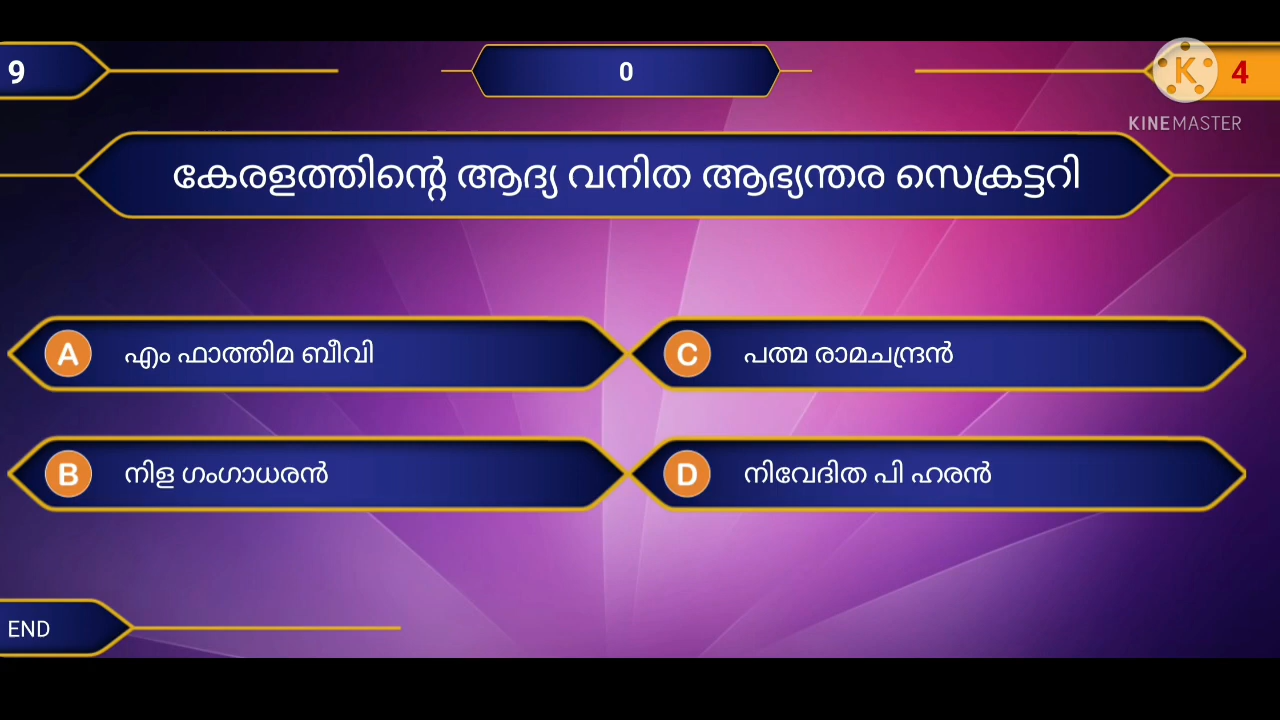 9
0
4
KINEMASTER
കേരളത്തിന്റെ ആദ്യ വനിത ആഭ്യന്തര സെക്രട്ടറി
A എം ഫാത്തിമ ബീവി
C പത്മ രാമചന്ദ്രൻ
B നിള ഗംഗാധരൻ
D നിവേദിത പി ഹരൻ
END